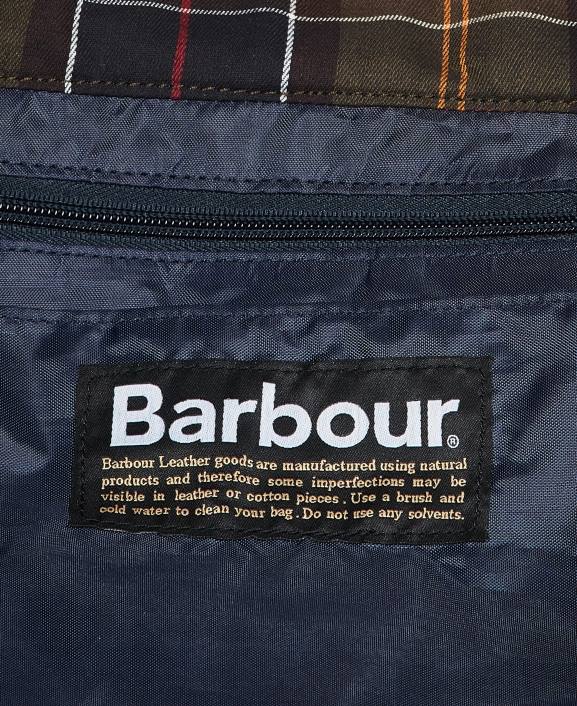 Barbour®
Barbour Leather goods are manufactured using natural
products and therefore some imperfections may be
visible in leather or cotton pieces. Use a brush and
cold water to clean your bag. Do not use any solvents.